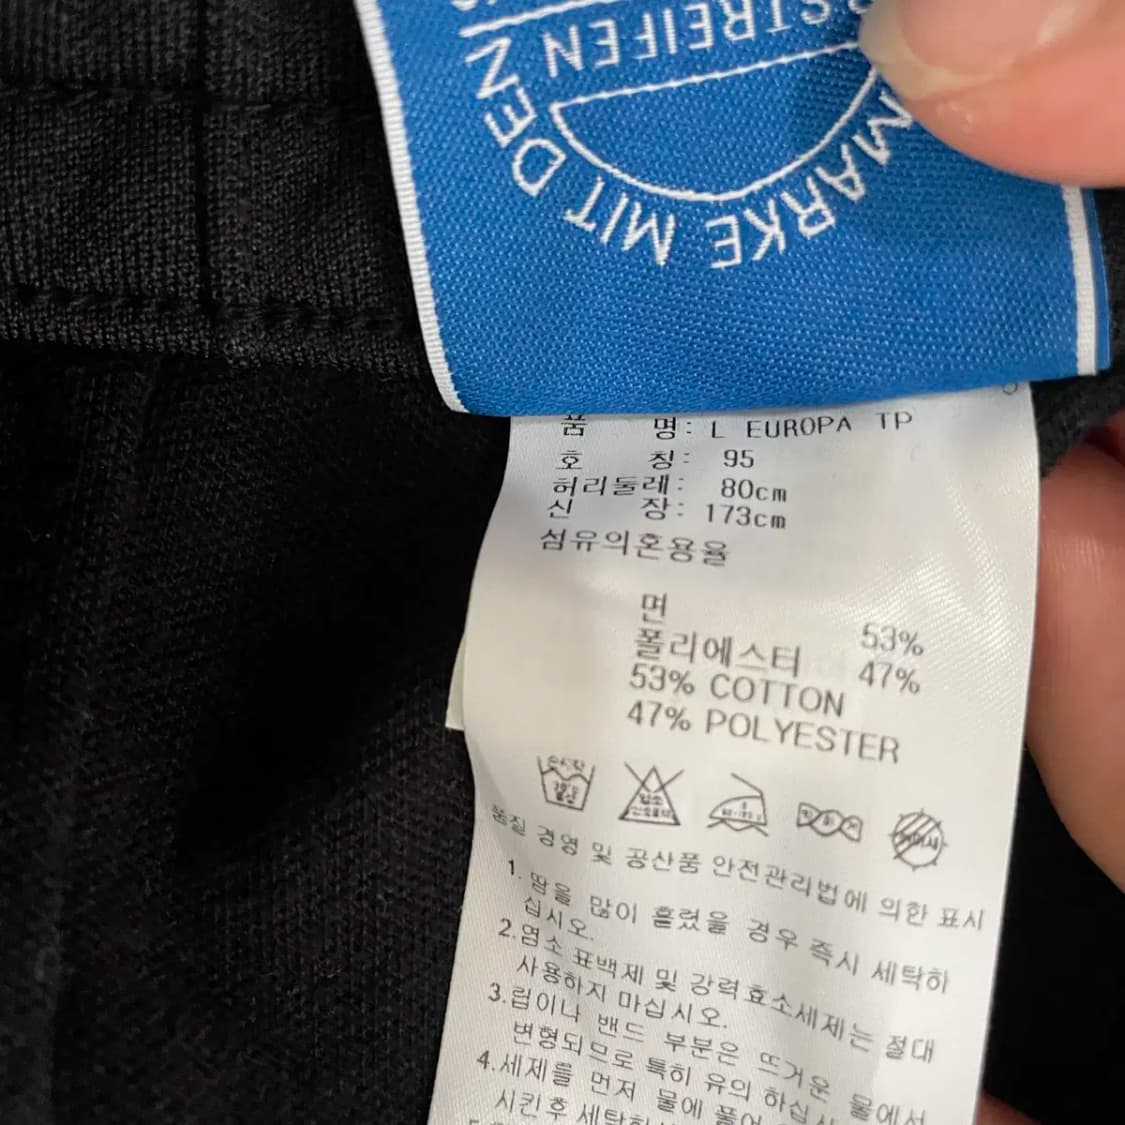 STREIFEN
MARKE MIT DEN
품 명: L EUROPA TP
호 칭: 95
허리둘레: 80cm
신 장: 173cm
섬유의혼용율
면 53%
폴리에스터 47%
53% COTTON
47% POLYESTER
품질 경영 및 공산품 안전관리법에 의한 표시
1. 땀을 많이 흘렸을 경우 즉시 세탁하
십시오.
2.염소 표백제 및 강력효소세제는 절대
사용하지 마십시오.
3.립이나 밴드 부분은 뜨거운 물에서
변형되므로 특히 유의 하십시
4.세제를 먼저 물에 풀어
시킨후